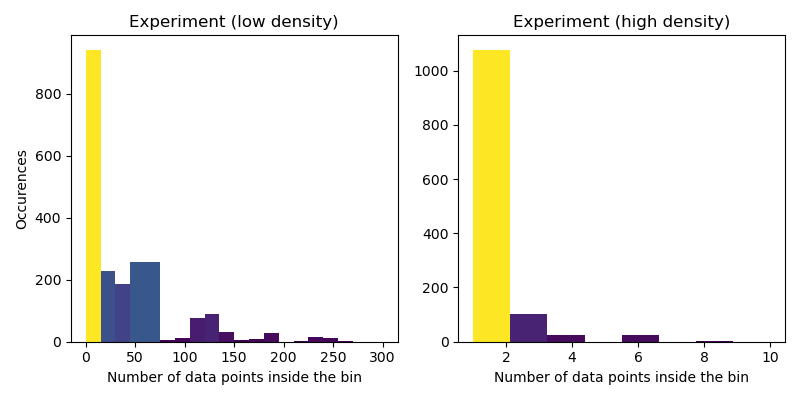 Experiment (low density)
Occurences
800
600
400
200
0
0 50 100 150 200 250 300
Number of data points inside the bin
Experiment (high density)
1000
800
600
400
200
0
2 4 6 8 10
Number of data points inside the bin